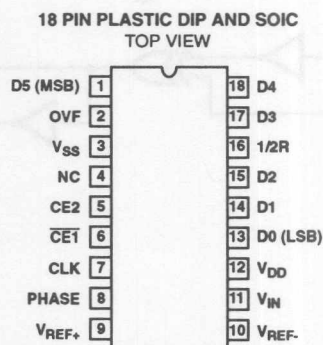 18 PIN PLASTIC DIP AND SOIC
TOP VIEW
D5 (MSB) 1 18 D4
OVF 2 17 D3
VSS 3 16 1/2R
NC 4 15 D2
CE2 5 14 D1
CE1 6 13 D0 (LSB)
CLK 7 12 VDD
PHASE 8 11 VIN
VREF+ 9 10 VREF-